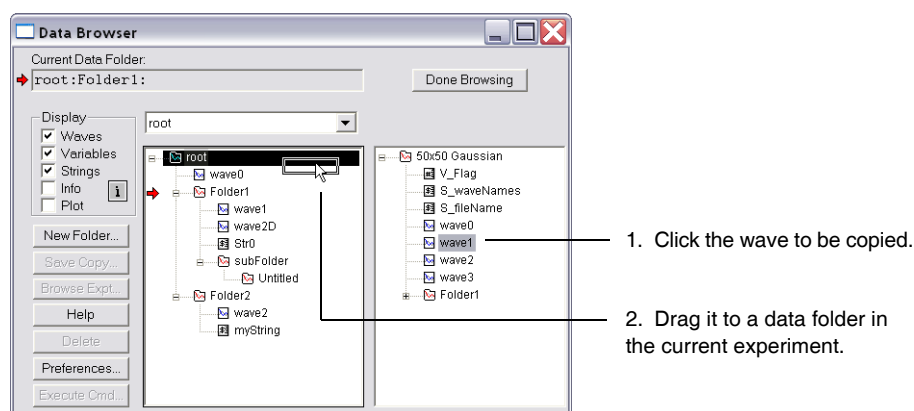 Data Browser
Current Data Folder:
root:Folder1:
Done Browsing
Display
Waves
Variables
Strings
Info
i
Plot
New Folder...
Save Copy...
Browse Expt...
Help
Delete
Preferences...
Execute Cmd...
root
root
wave0
Folder1
wave1
wave2D
Str0
subFolder
Untitled
Folder2
wave2
myString
50x50 Gaussian
V_Flag
S_waveNames
S_fileName
wave0
wave1
wave2
wave3
Folder1
1. Click the wave to be copied.
2. Drag it to a data folder in
the current experiment.